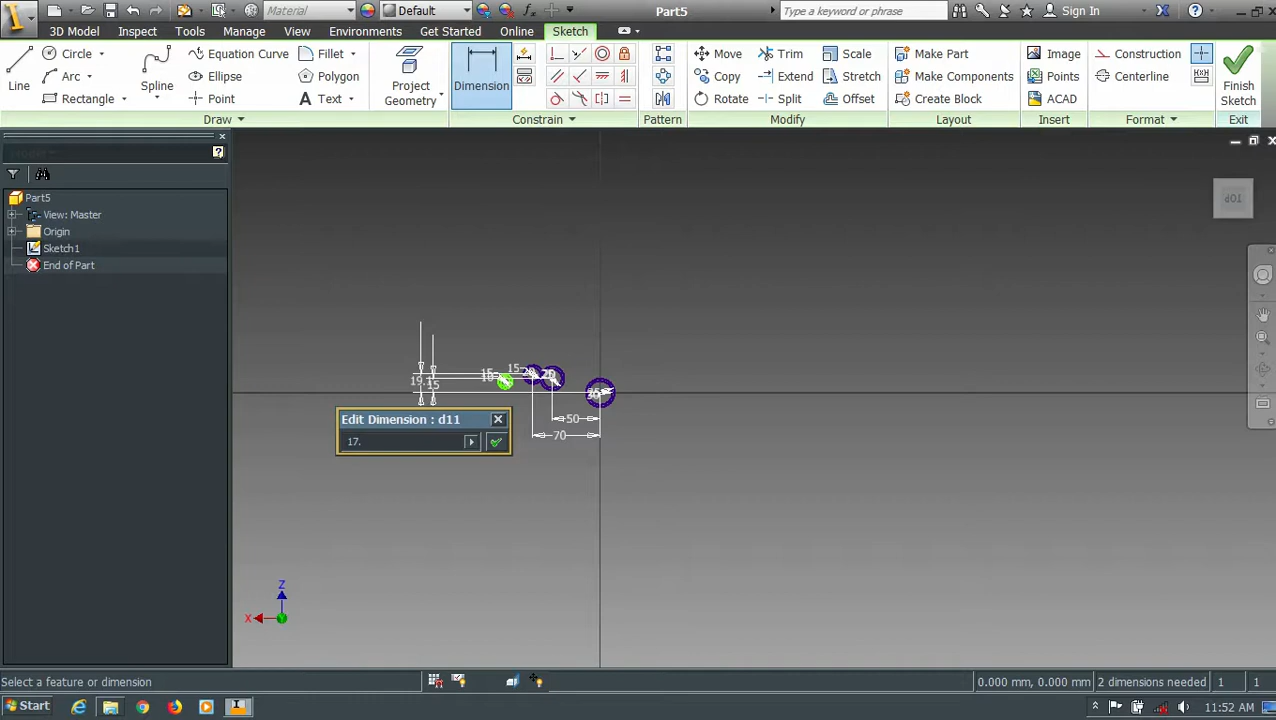 Material
Default
Part5
Type a keyword or phrase
Sign In
3D Model
Inspect
Tools
Manage
View
Environments
Get Started
Online
Sketch
Line
Circle
Arc
Rectangle
Spline
Equation Curve
Ellipse
Point
Fillet
Polygon
Text
Project Geometry
Dimension
Move
Copy
Rotate
Trim
Extend
Split
Scale
Stretch
Offset
Make Part
Make Components
Create Block
Image
Points
ACAD
Construction
Centerline
Finish Sketch
Draw
Constrain
Pattern
Modify
Layout
Insert
Format
Exit
Part5
View: Master
Origin
Sketch1
End of Part
TOP
15
15
20
15
50
70
Edit Dimension : d11
17.
Z
X
Y
Select a feature or dimension
0.000 mm, 0.000 mm
2 dimensions needed
1
1
Start
11:52 AM